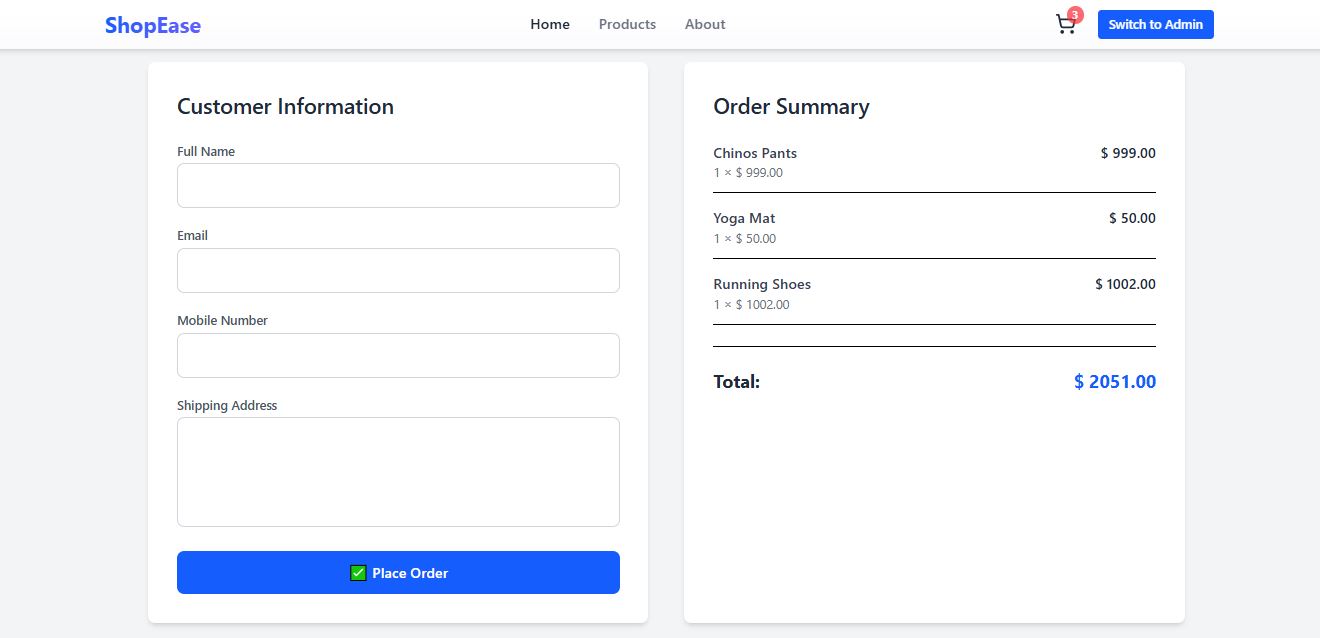 ShopEase
Home Products About
3
Switch to Admin
Customer Information
Full Name
Email
Mobile Number
Shipping Address
✅ Place Order
Order Summary
Chinos Pants $ 999.00
1 × $ 999.00
Yoga Mat $ 50.00
1 × $ 50.00
Running Shoes $ 1002.00
1 × $ 1002.00
Total: $ 2051.00